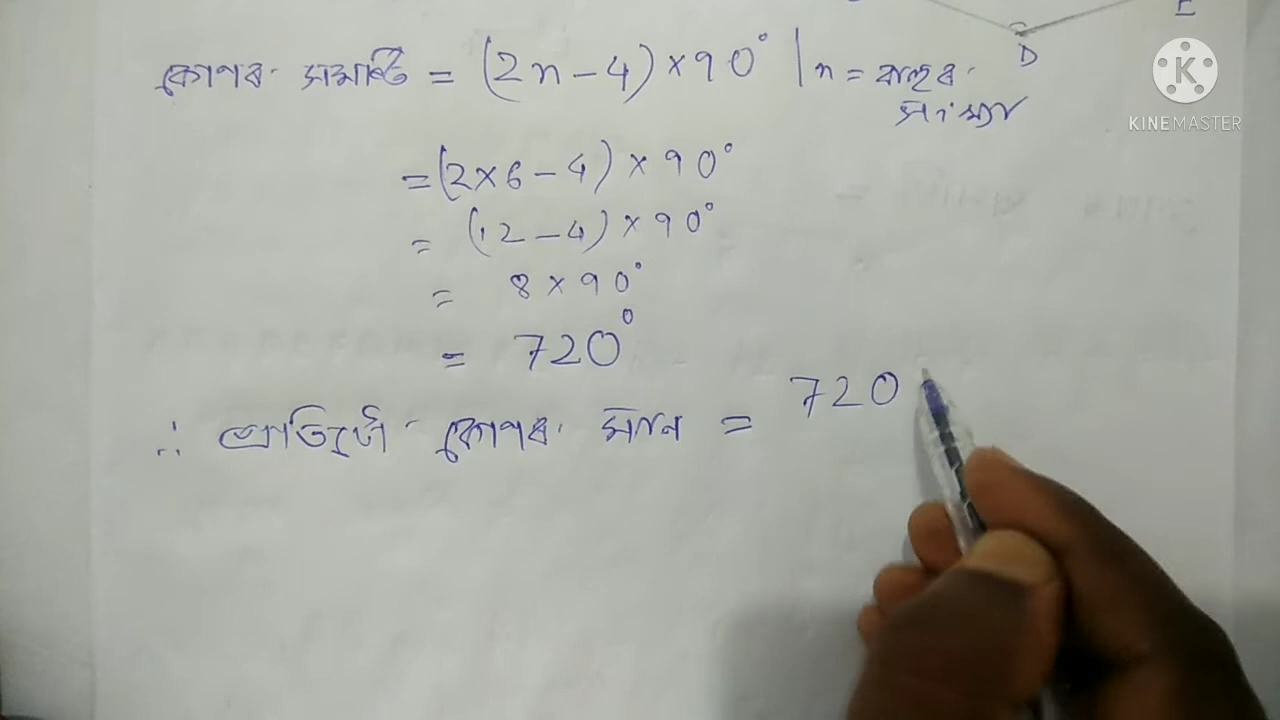 E
D
কোণৰ সমষ্টি = (2n-4)×90° | n = বাহুৰ
সংখ্যা
=(2×6-4)×90°
= (12-4)×90°
= 8×90°
= 720°
∴ প্ৰতিটো কোণৰ মান = 720
K
KINEMASTER